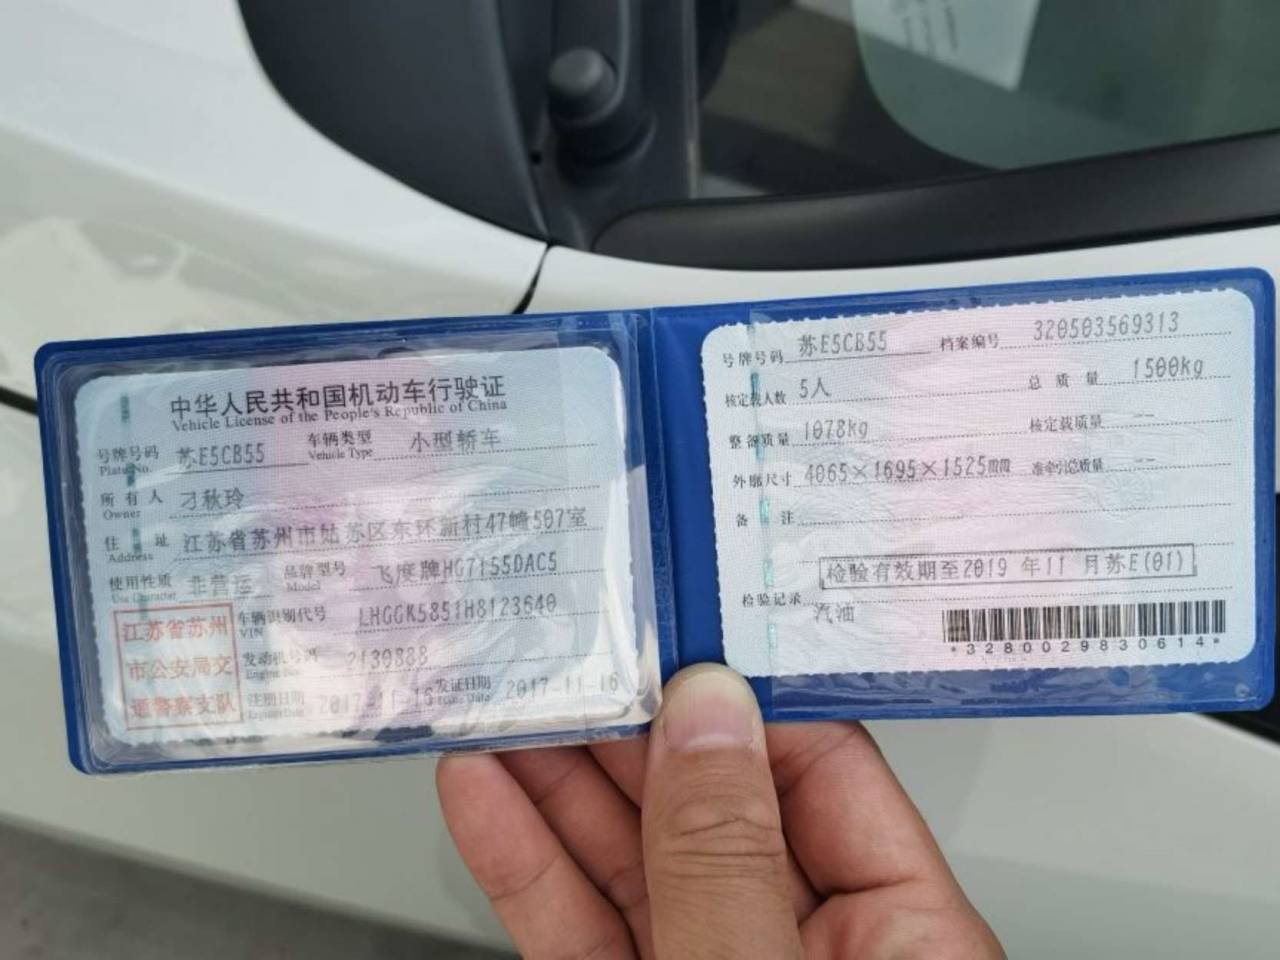 中华人民共和国机动车行驶证
Vehicle License of the People's Republic of China
号牌号码 苏E5CB55 车辆类型 小型轿车
Plate No. Vehicle Type
所有人 刁秋玲
Owner
住址 江苏省苏州市姑苏区东环新村47幢507室
Address
使用性质 非营运 品牌型号 飞度牌HG7155DAC5
Use Character Model
江苏省苏州
市公安局交
通警察支队
车辆识别代号 LHGGK5851H8123640
VIN
发动机号码 2130888
Engine No.
注册日期 2017-11-16 发证日期 2017-11-16
Register Date Issue Date
号牌号码 苏E5CB55 档案编号 320503569313
核定载人数 5人 总质量 1500kg
整备质量 1078kg 核定载质量 --
外廓尺寸 4065×1695×1525mm 准牵引总质量 --
备注
检验有效期至2019 年11 月苏E(01)
检验记录
汽油
*3280029830614*